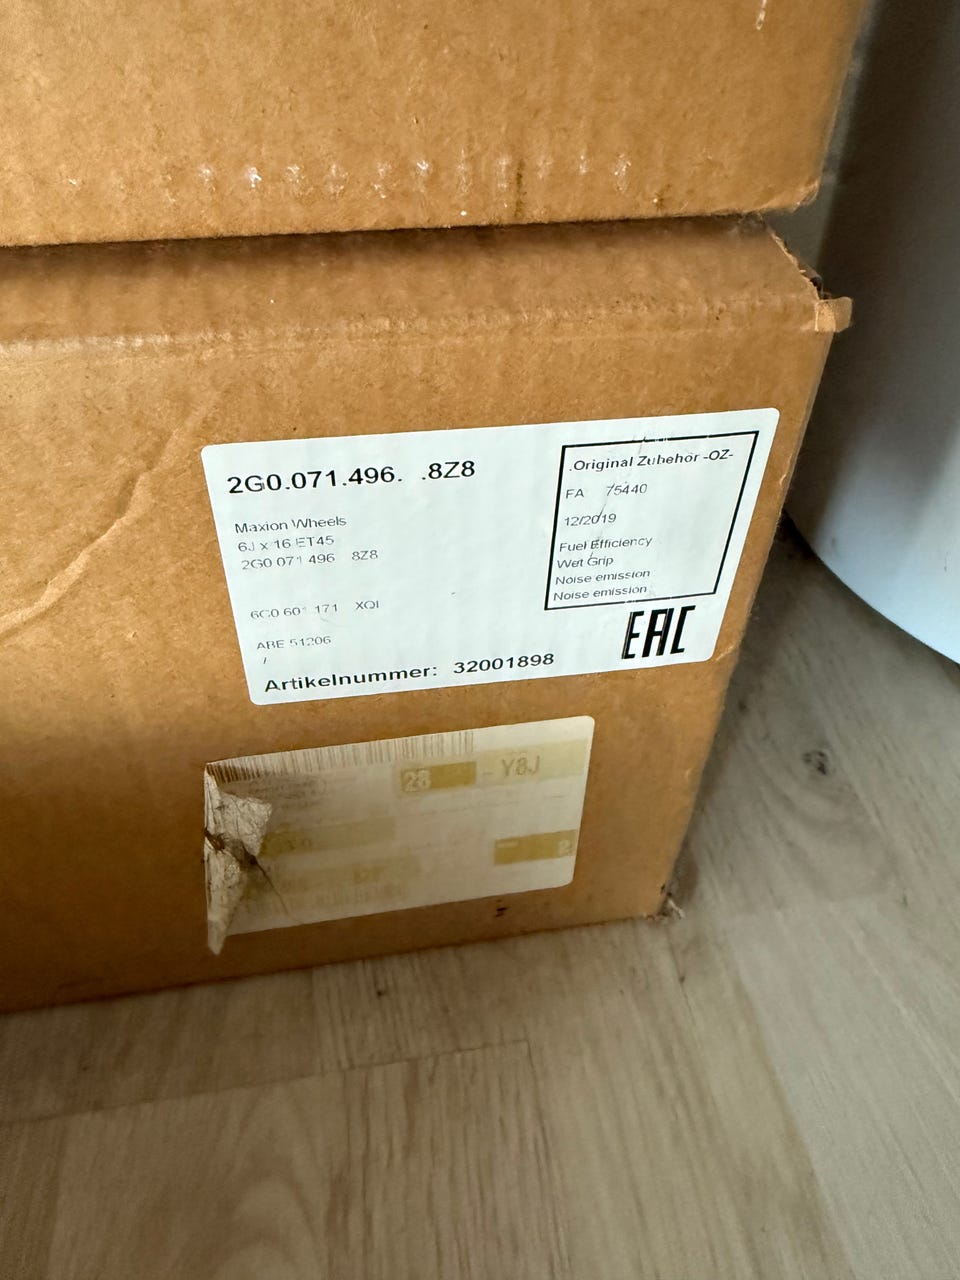 2G0.071.496. .8Z8
Maxion Wheels
6J x 16 ET45
2G0 071 496 8Z8
6C0 601 171 XQI
ABE 51206
/
Artikelnummer: 32001898
.Original Zubehör -OZ-
FA 75440
12/2019
Fuel Efficiency
Wet Grip
Noise emission
Noise emission
EAC
28 - Y8J